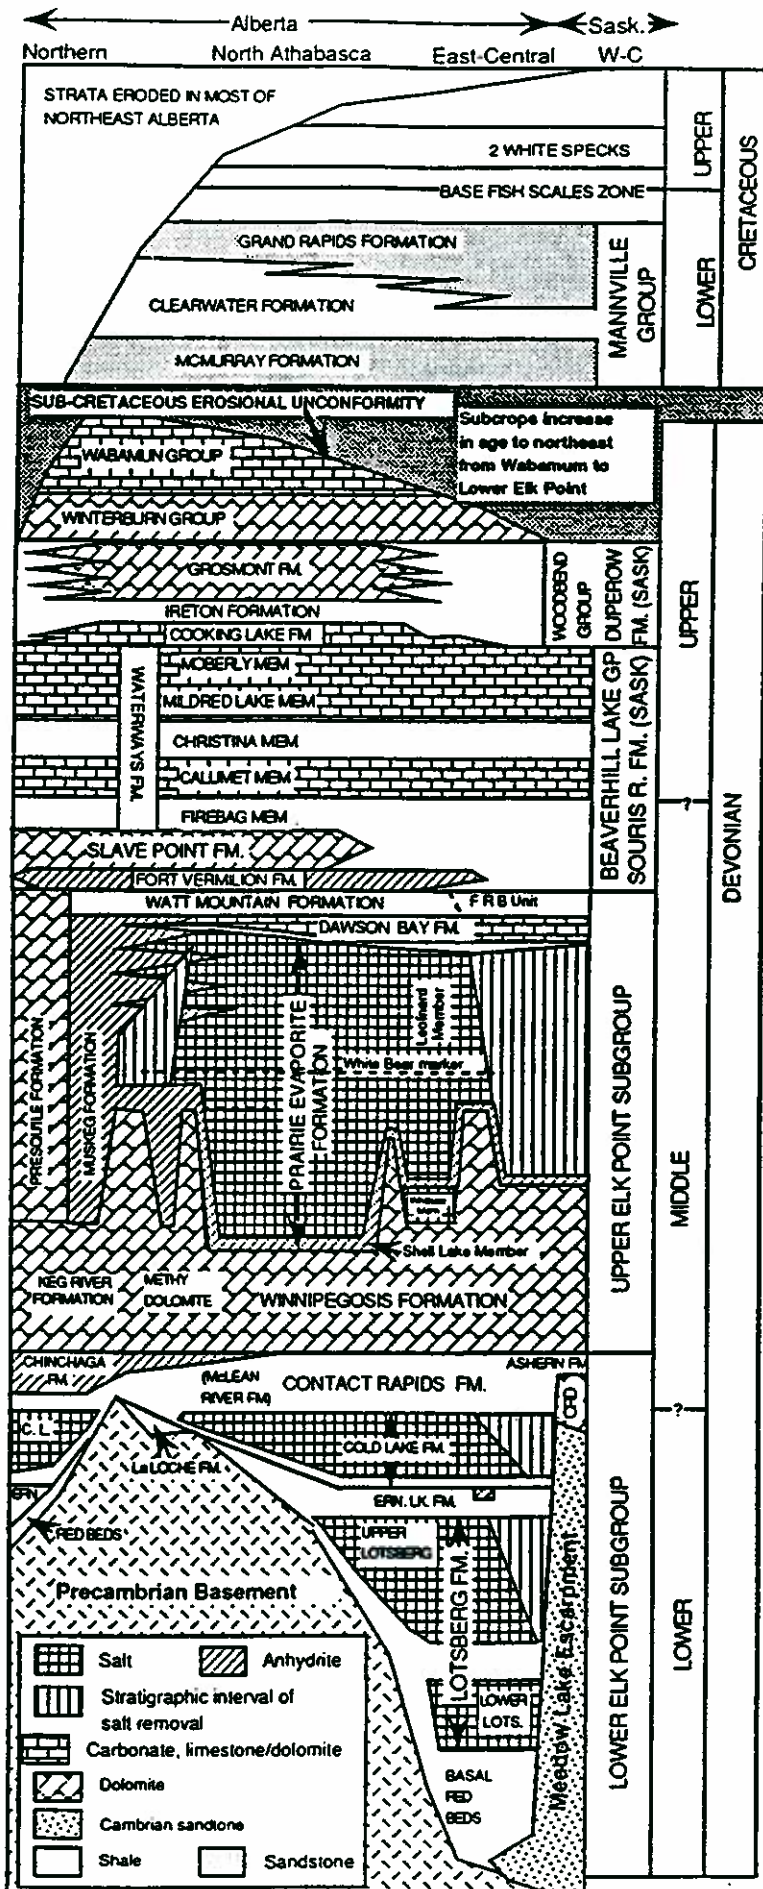 Alberta
Sask.
Northern
North Athabasca
East-Central
W-C
STRATA ERODED IN MOST OF
NORTHEAST ALBERTA
2 WHITE SPECKS
BASE FISH SCALES ZONE
UPPER
CRETACEOUS
GRAND RAPIDS FORMATION
CLEARWATER FORMATION
MCMURRAY FORMATION
MANNVILLE
GROUP
LOWER
SUB-CRETACEOUS EROSIONAL UNCONFORMITY
Subcrops increase
in age to northeast
from Wabamum to
Lower Elk Point
WABAMUN GROUP
WINTERBURN GROUP
GROSMONT FM.
IRETON FORMATION
COOKING LAKE FM
WOODBEND
GROUP
DUPEROW
FM. (SASK)
UPPER
MOBERLY MEM
MILDRED LAKE MEM
CHRISTINA MEM
CALUMET MEM
FIREBAG MEM
WATERWAYS FM.
SLAVE POINT FM.
FORT VERMILION FM.
BEAVERHILL LAKE GP
SOURIS R. FM. (SASK)
?
DEVONIAN
WATT MOUNTAIN FORMATION
F R B Unit
DAWSON BAY FM.
PRESQUILE FORMATION
MUSKEG FORMATION
PRAIRIE EVAPORITE
FORMATION
Leofnard
Member
White Bear marker
Shell Lake Member
KEG RIVER
FORMATION
METHY
DOLOMITE
WINNIPEGOSIS FORMATION
UPPER ELK POINT SUBGROUP
MIDDLE
CHINCHAGA
FM.
(McLEAN
RIVER FM)
CONTACT RAPIDS FM.
ASHERN FM
ORD
?
C. L.
La LOCHE FM.
COLD LAKE FM.
ERN
ERN. LK. FM.
RED BEDS
UPPER
LOTSBERG
LOTSBERG FM.
LOWER
LOTS.
BASAL
RED
BEDS
Meadow Lake Escarpment
LOWER ELK POINT SUBGROUP
LOWER
Precambrian Basement
Salt
Anhydrite
Stratigraphic interval of
salt removal
Carbonate, limestone/dolomite
Dolomite
Cambrian sandtone
Shale
Sandstone